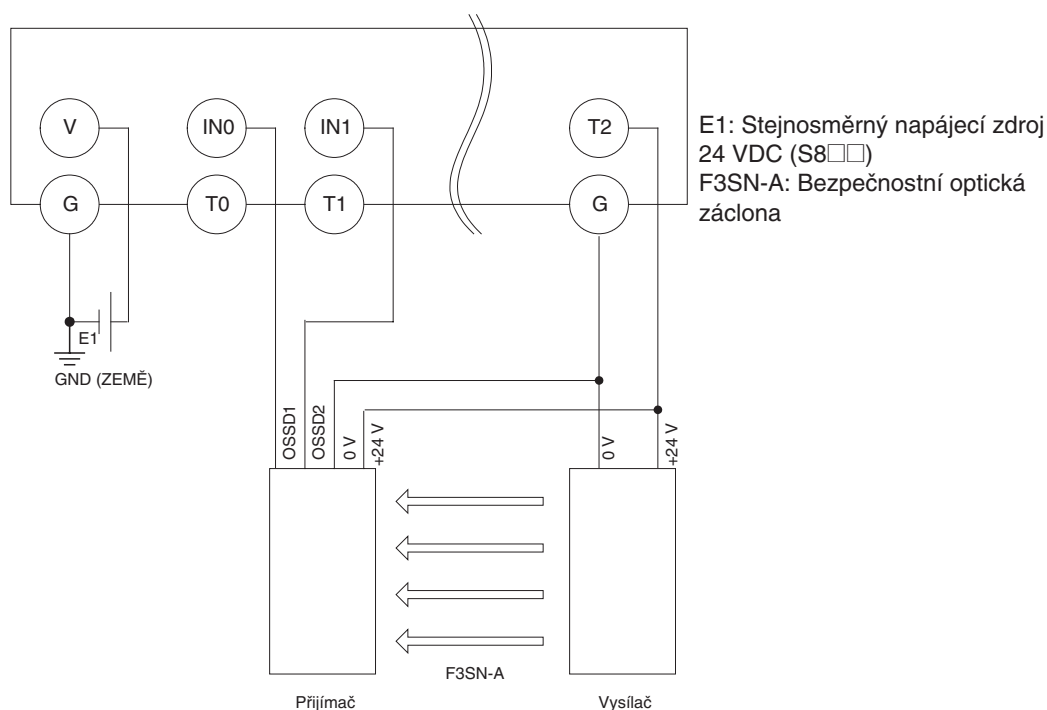 V
IN0
IN1
T2
G
T0
T1
G
E1: Stejnosměrný napájecí zdroj
24 VDC (S8□□)
F3SN-A: Bezpečnostní optická
záclona
E1
GND (ZEMĚ)
OSSD1
OSSD2
0 V
+24 V
0 V
+24 V
F3SN-A
Přijímač
Vysílač